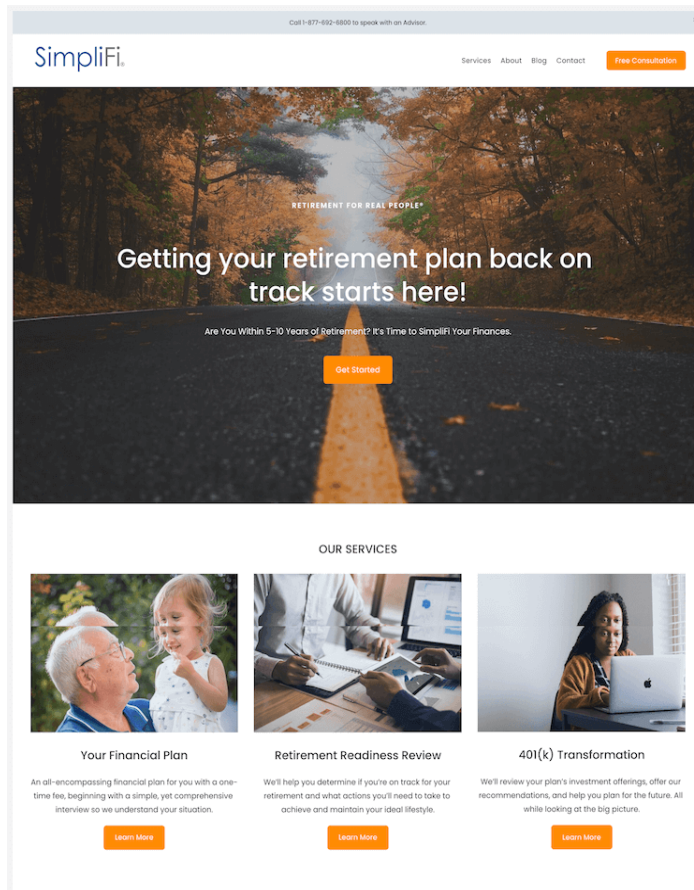 Call 1-877-692-6800 to speak with an Advisor.
SimpliFi®
Services About Blog Contact Free Consultation
RETIREMENT FOR REAL PEOPLE®
Getting your retirement plan back on
track starts here!
Are You Within 5-10 Years of Retirement? It's Time to SimpliFi Your Finances.
Get Started
OUR SERVICES
Your Financial Plan
An all-encompassing financial plan for you with a one-
time fee, beginning with a simple, yet comprehensive
interview so we understand your situation.
Learn More
Retirement Readiness Review
We'll help you determine if you're on track for your
retirement and what actions you'll need to take to
achieve and maintain your ideal lifestyle.
Learn More
401(k) Transformation
We'll review your plan's investment offerings, offer our
recommendations, and help you plan for the future. All
while looking at the big picture.
Learn More